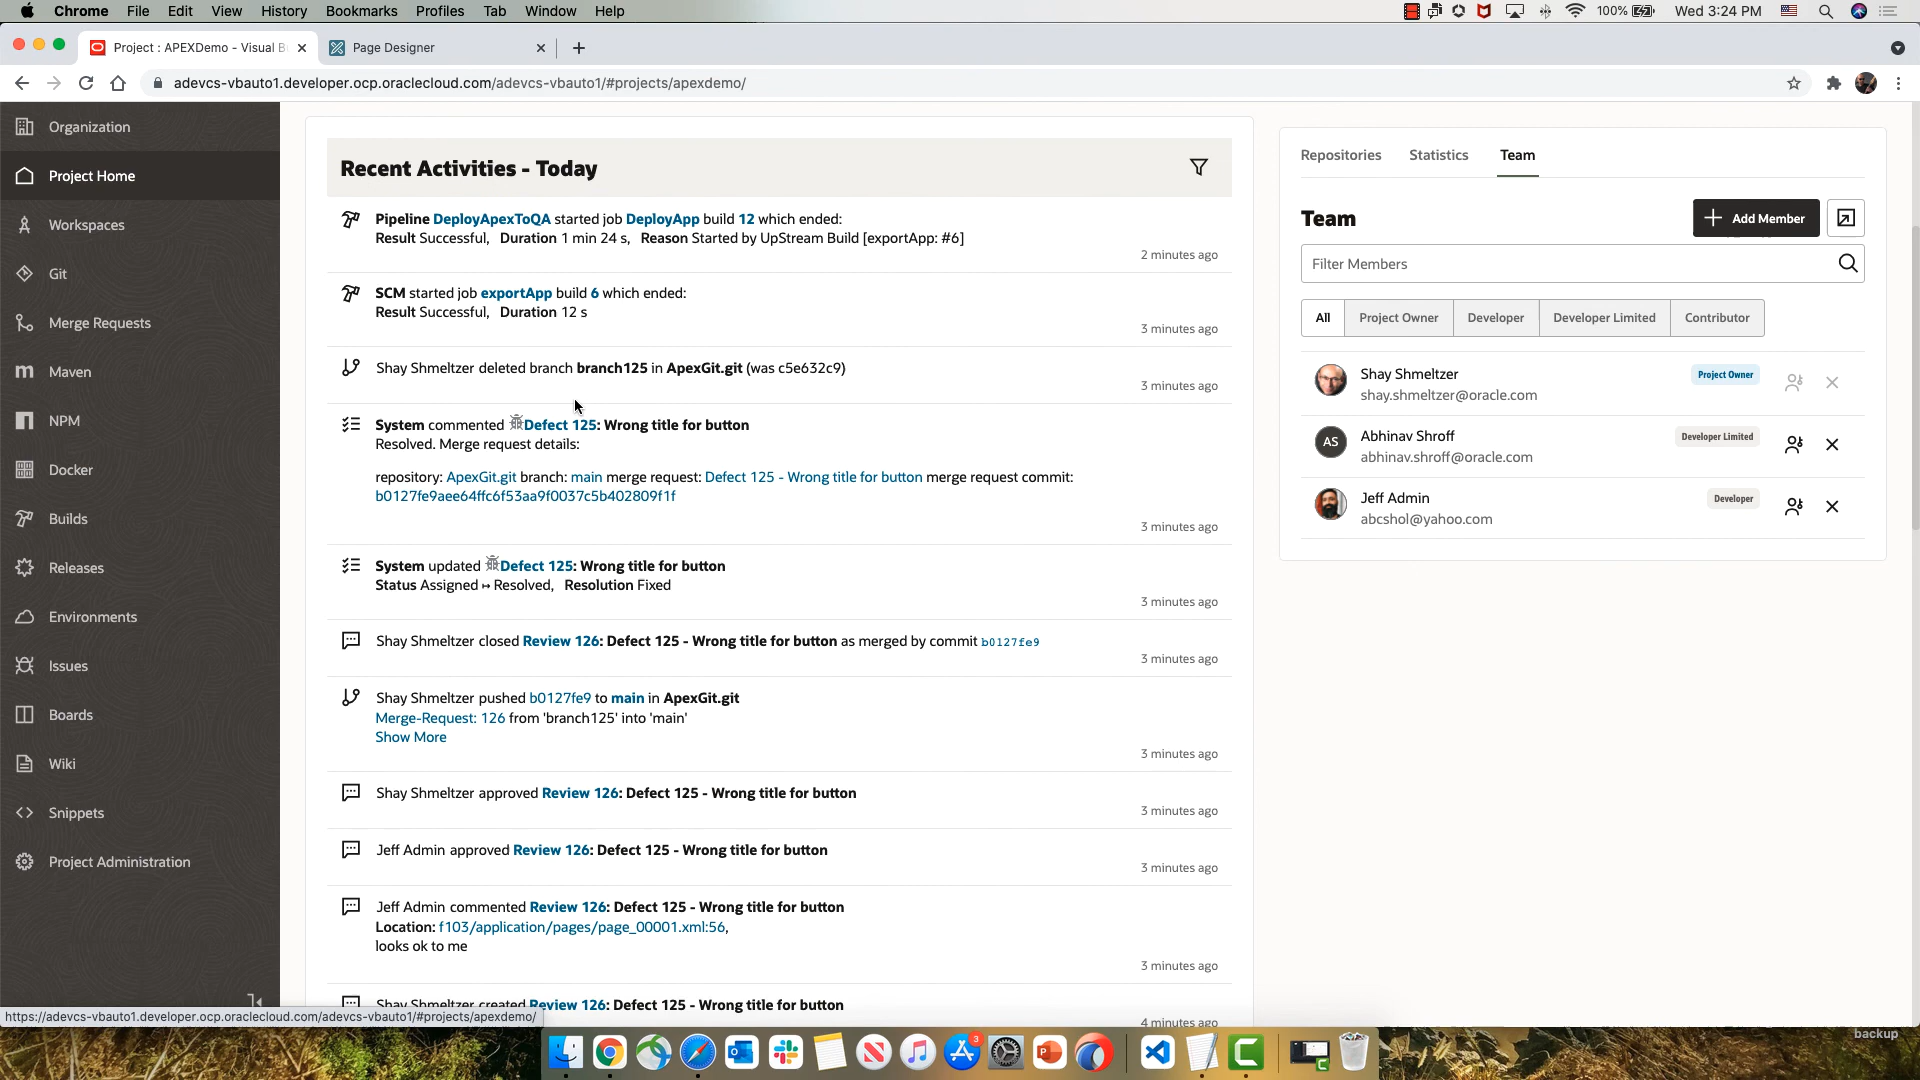 Chrome File Edit View History Bookmarks Profiles Tab Window Help
100% Wed 3:24 PM
Project : APEXDemo - Visual B
Page Designer
adevcs-vbauto1.developer.ocp.oraclecloud.com/adevcs-vbauto1/#projects/apexdemo/
Organization
Project Home
Workspaces
Git
Merge Requests
Maven
NPM
Docker
Builds
Releases
Environments
Issues
Boards
Wiki
Snippets
Project Administration
Recent Activities - Today
Pipeline DeployApexToQA started job DeployApp build 12 which ended:
Result Successful, Duration 1 min 24 s, Reason Started by UpStream Build [exportApp: #6]
2 minutes ago
SCM started job exportApp build 6 which ended:
Result Successful, Duration 12 s
3 minutes ago
Shay Shmeltzer deleted branch branch125 in ApexGit.git (was c5e632c9)
3 minutes ago
System commented Defect 125: Wrong title for button
Resolved. Merge request details:
repository: ApexGit.git branch: main merge request: Defect 125 - Wrong title for button merge request commit:
b0127fe9aee64ffc6f53aa9f0037c5b402809f1f
3 minutes ago
System updated Defect 125: Wrong title for button
Status Assigned ↦ Resolved, Resolution Fixed
3 minutes ago
Shay Shmeltzer closed Review 126: Defect 125 - Wrong title for button as merged by commit b0127fe9
3 minutes ago
Shay Shmeltzer pushed b0127fe9 to main in ApexGit.git
Merge-Request: 126 from 'branch125' into 'main'
Show More
3 minutes ago
Shay Shmeltzer approved Review 126: Defect 125 - Wrong title for button
3 minutes ago
Jeff Admin approved Review 126: Defect 125 - Wrong title for button
3 minutes ago
Jeff Admin commented Review 126: Defect 125 - Wrong title for button
Location: f103/application/pages/page_00001.xml:56,
looks ok to me
3 minutes ago
Shay Shmeltzer created Review 126: Defect 125 - Wrong title for button
4 minutes ago
Repositories Statistics Team
Team
Add Member
Filter Members
All Project Owner Developer Developer Limited Contributor
Shay Shmeltzer Project Owner
shay.shmeltzer@oracle.com
AS Abhinav Shroff Developer Limited
abhinav.shroff@oracle.com
Jeff Admin Developer
abcshol@yahoo.com
https://adevcs-vbauto1.developer.ocp.oraclecloud.com/adevcs-vbauto1/#projects/apexdemo/
3
backup